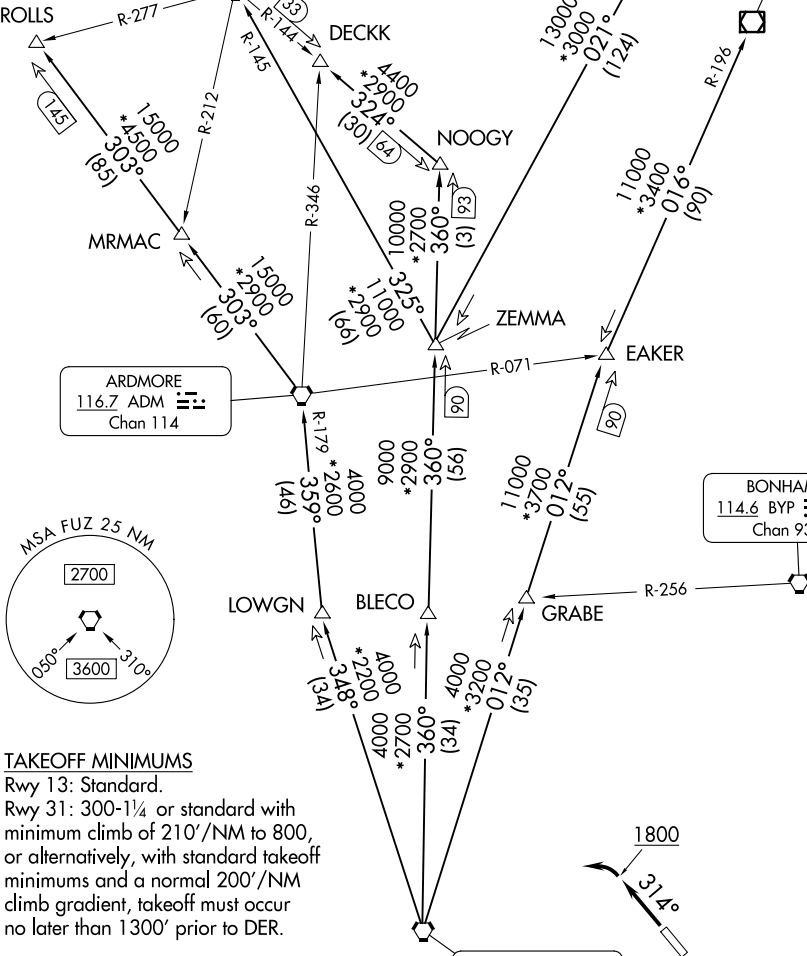 ROLLS
R-277
33
R-144
DECKK
R-145
13000
*3000
021°
(124)
R-196
145
15000
*4500
303°
(85)
R-212
4400
*2900
324°
(30)
64
NOOGY
93
R-346
10000
*2700
360°
(3)
11000
*3400
016°
(90)
MRMAC
15000
*2900
303°
(60)
325°
11000
*2900
(66)
ZEMMA
EAKER
R-071
ARDMORE
116.7 ADM
Chan 114
90
90
R-179
4000
*2600
359°
(46)
9000
*2900
360°
(56)
11000
*3700
012°
(55)
BONHAM
114.6 BYP
Chan 93
MSA FUZ 25 NM
2700
050°
310°
3600
LOWGN
BLECO
GRABE
R-256
4000
*2200
348°
(34)
4000
*2700
360°
(34)
4000
*3200
012°
(35)
TAKEOFF MINIMUMS
Rwy 13: Standard.
Rwy 31: 300-1¼ or standard with
minimum climb of 210'/NM to 800,
or alternatively, with standard takeoff
minimums and a normal 200'/NM
climb gradient, takeoff must occur
no later than 1300' prior to DER.
1800
314°